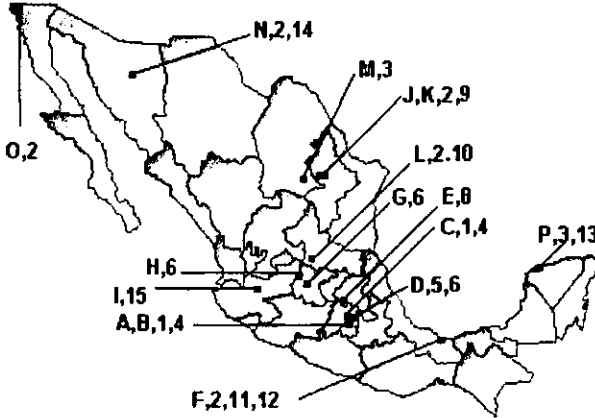 N,2,14
M,3
J,K,2,9
O,2
L,2.10
G,6
E,8
C,1,4
P,3,13
H,6
D,5,6
I,15
A,B,1,4
F,2,11,12